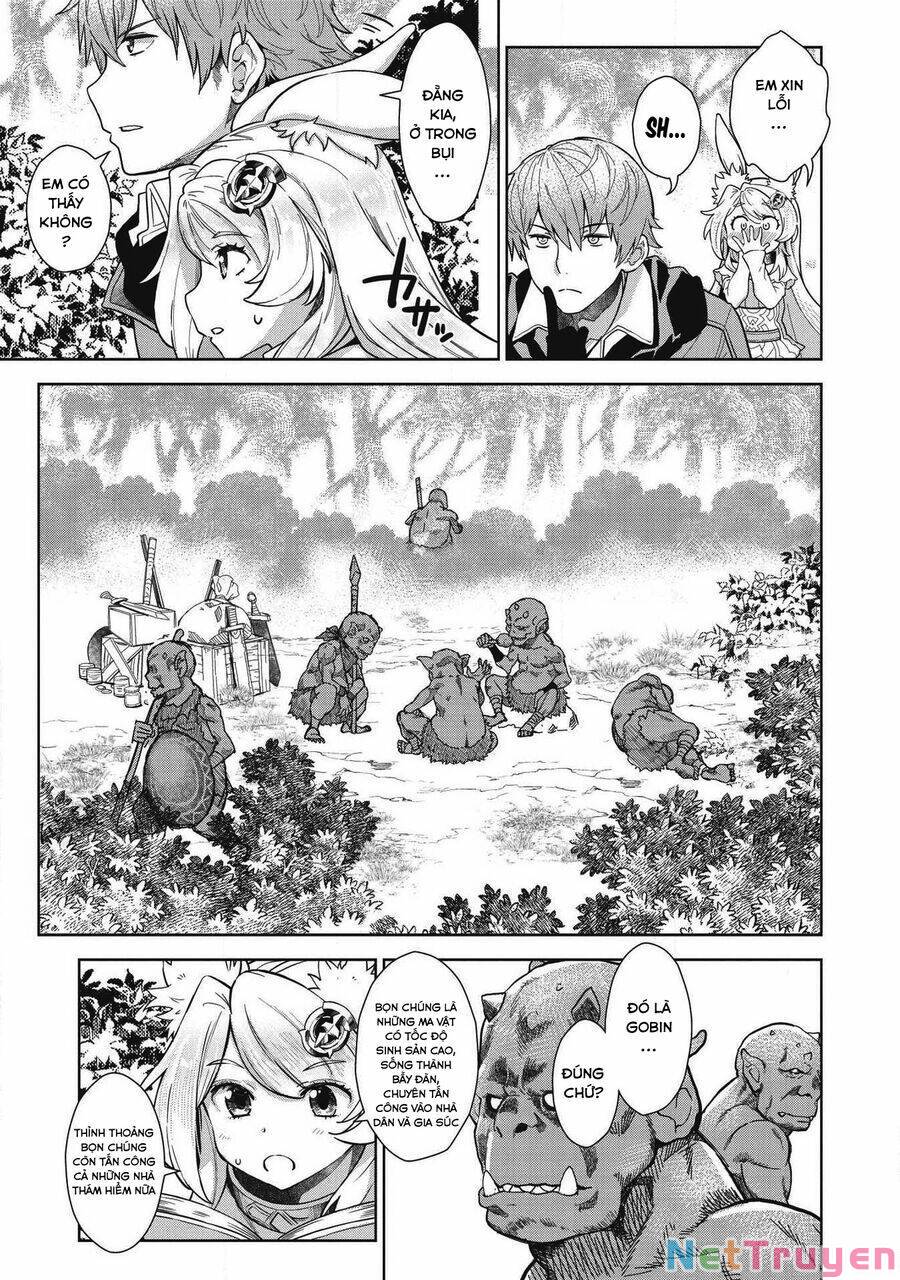 EM XIN
LỖI
...
SH...
ĐẰNG
KIA,
Ở TRONG
BỤI
...
EM CÓ
THẤY
KHÔNG
?
ĐÓ LÀ
GOBIN
...
ĐÚNG
CHỨ?
BỌN CHÚNG LÀ
NHỮNG MA VẬT
CÓ TỐC ĐỘ
SINH SẢN CAO,
SỐNG THÀNH
BẦY ĐÀN,
CHUYÊN TẤN
CÔNG VÀO NHÀ
DÂN VÀ GIA SÚC
THỈNH THOẢNG
BỌN CHÚNG
CÒN TẤN CÔNG
CẢ NHỮNG NHÀ
THÁM HIỂM NỮA
NetTruyen